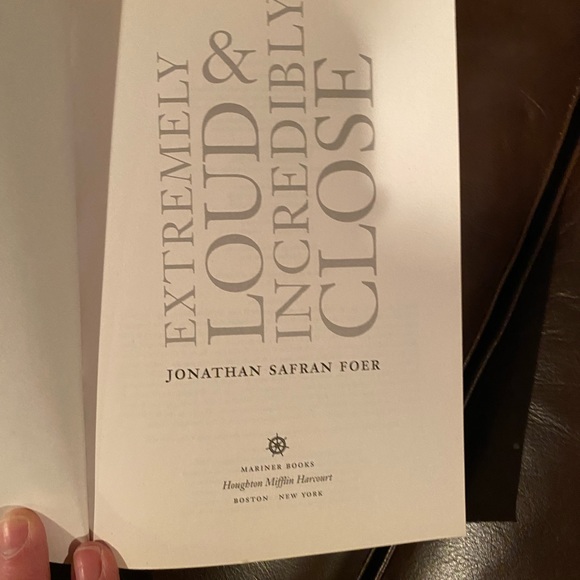 EXTREMELY
LOUD &
INCREDIBLY
CLOSE
JONATHAN SAFRAN FOER
MARINER BOOKS
Houghton Mifflin Harcourt
BOSTON NEW YORK